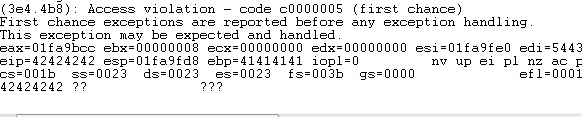 (3e4.4b8): Access violation - code c0000005 (first chance)
First chance exceptions are reported before any exception handling.
This exception may be expected and handled.
eax=01fa9bcc ebx=00000008 ecx=00000000 edx=00000000 esi=01fa9fe0 edi=5443
eip=42424242 esp=01fa9fd8 ebp=41414141 iopl=0 nv up ei pl nz ac p
cs=001b ss=0023 ds=0023 es=0023 fs=003b gs=0000 efl=0001
42424242 ?? ???